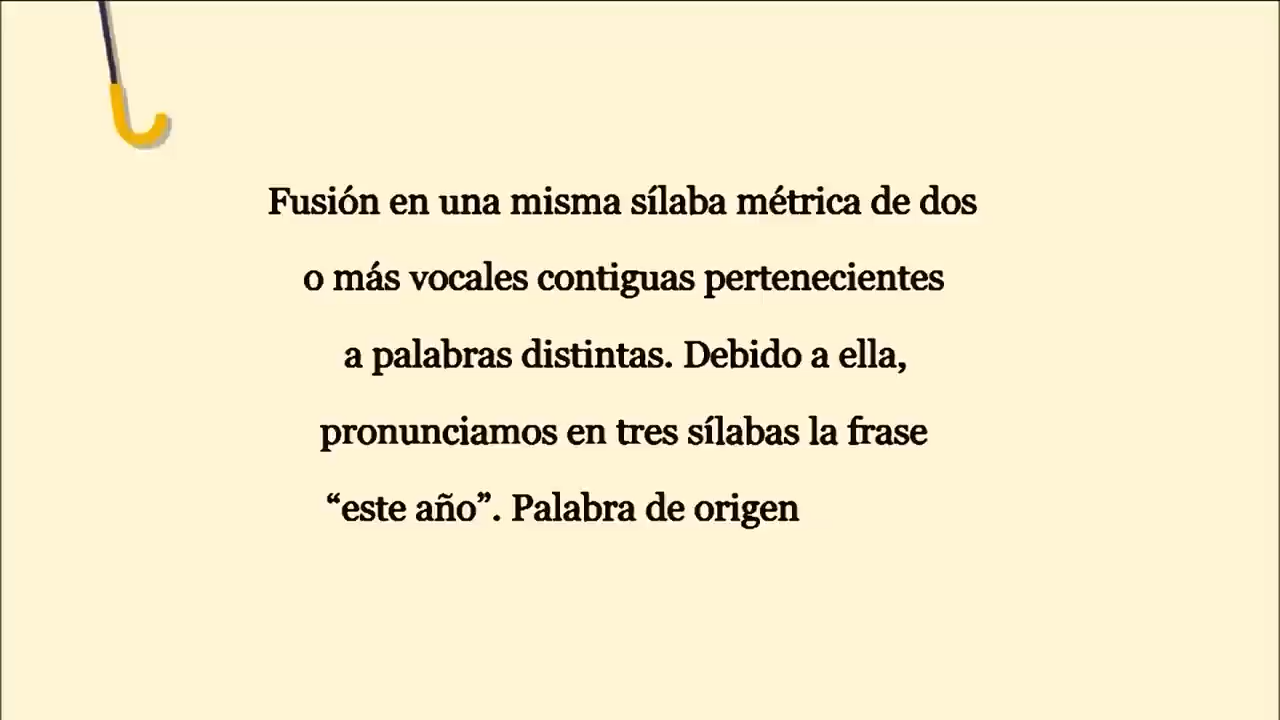 Fusión en una misma sílaba métrica de dos
o más vocales contiguas pertenecientes
a palabras distintas. Debido a ella,
pronunciamos en tres sílabas la frase
“este año”. Palabra de origen